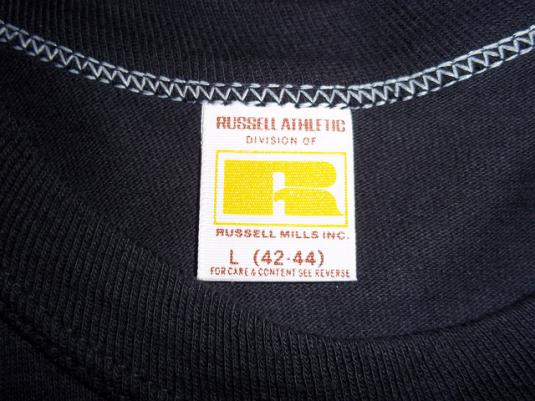 RUSSELL ATHLETIC
DIVISION OF
R
RUSSELL MILLS INC.
L (42-44)
FOR CARE & CONTENT SEE REVERSE